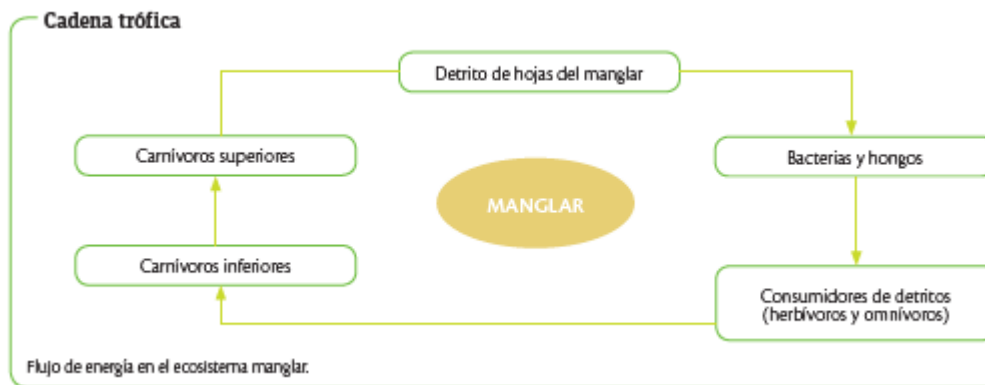 Cadena trófica
Detrito de hojas del manglar
Carnívoros superiores
Bacterias y hongos
MANGLAR
Carnívoros inferiores
Consumidores de detritos
(herbívoros y omnívoros)
Flujo de energía en el ecosistema manglar.